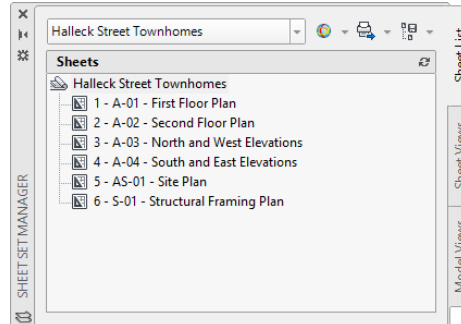 Halleck Street Townhomes
Sheets
Halleck Street Townhomes
1 - A-01 - First Floor Plan
2 - A-02 - Second Floor Plan
3 - A-03 - North and West Elevations
4 - A-04 - South and East Elevations
5 - AS-01 - Site Plan
6 - S-01 - Structural Framing Plan
SHEET SET MANAGER
Sheet List
Sheet Views
Model Views